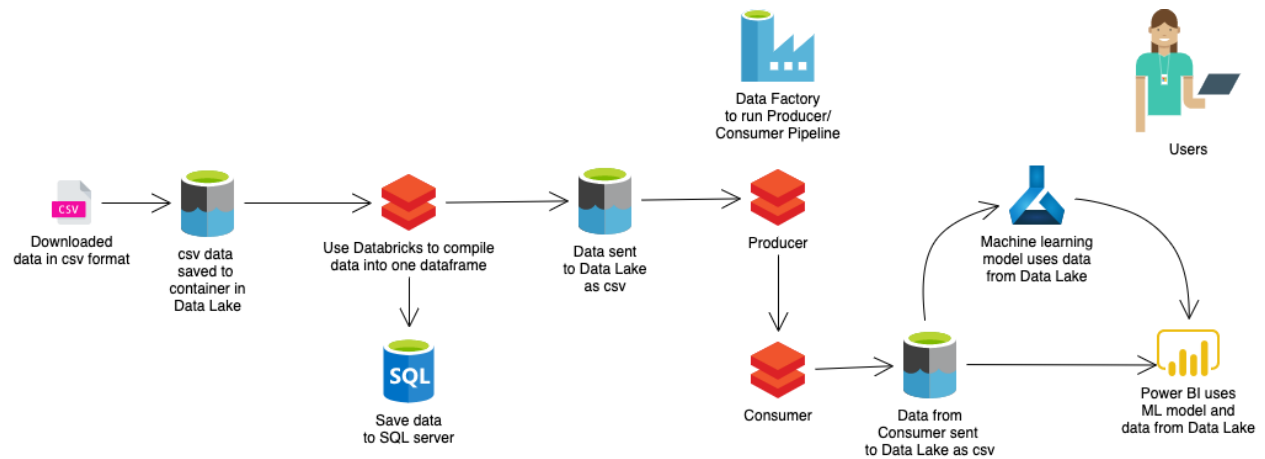 Data Factory
to run Producer/
Consumer Pipeline
Users
CSV
Downloaded
data in csv format
csv data
saved to
container in
Data Lake
Use Databricks to compile
data into one dataframe
Data sent
to Data Lake
as csv
Producer
Machine learning
model uses data
from Data Lake
SQL
Save data
to SQL server
Consumer
Data from
Consumer sent
to Data Lake as csv
Power BI uses
ML model and
data from Data Lake